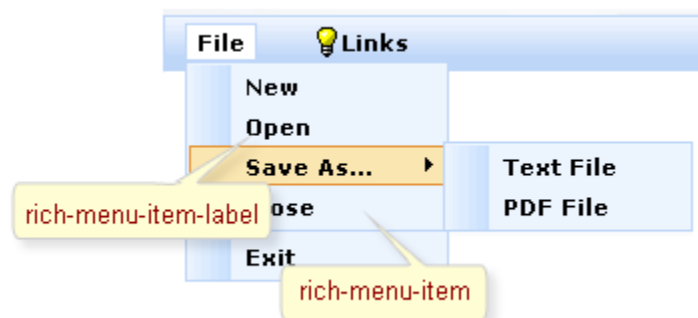 File Links
New
Open
Save As...
Text File
PDF File
rich-menu-item-label
ose
Exit
rich-menu-item